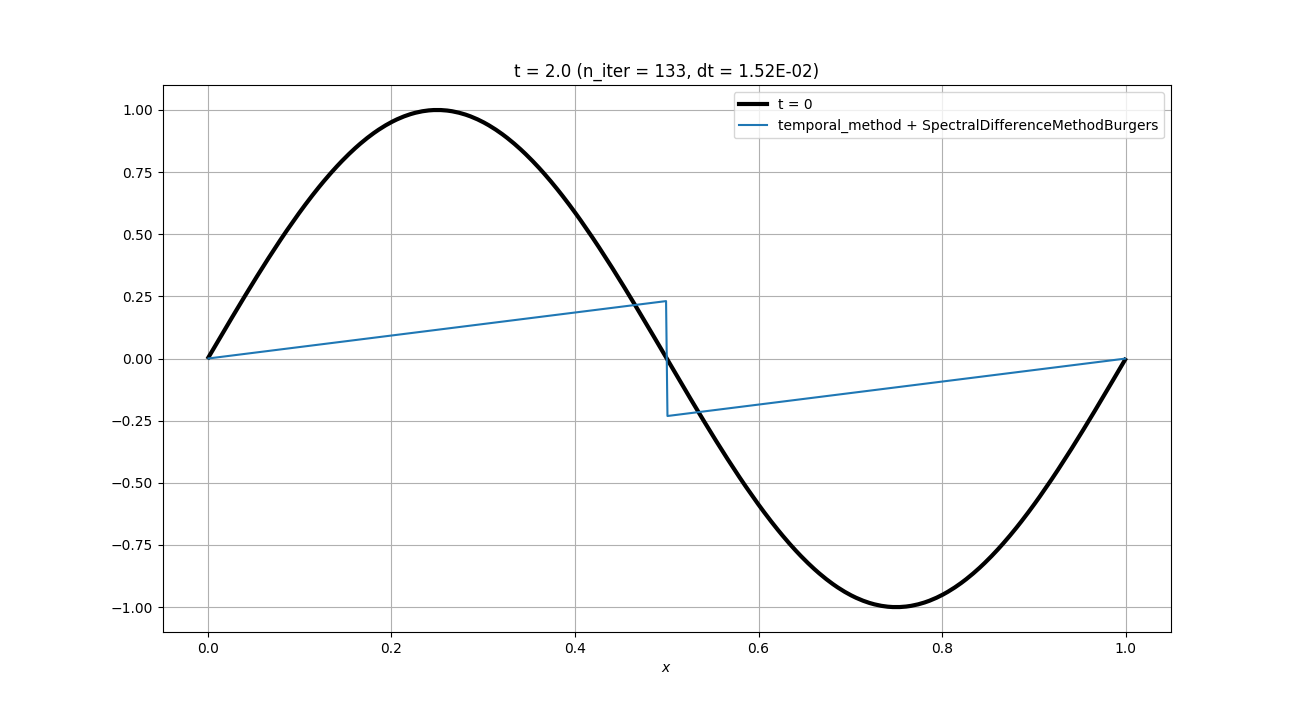 t = 2.0 (n_iter = 133, dt = 1.52E-02)
t = 0
temporal_method + SpectralDifferenceMethodBurgers
1.00
0.75
0.50
0.25
0.00
−0.25
−0.50
−0.75
−1.00
0.0 0.2 0.4 0.6 0.8 1.0
x